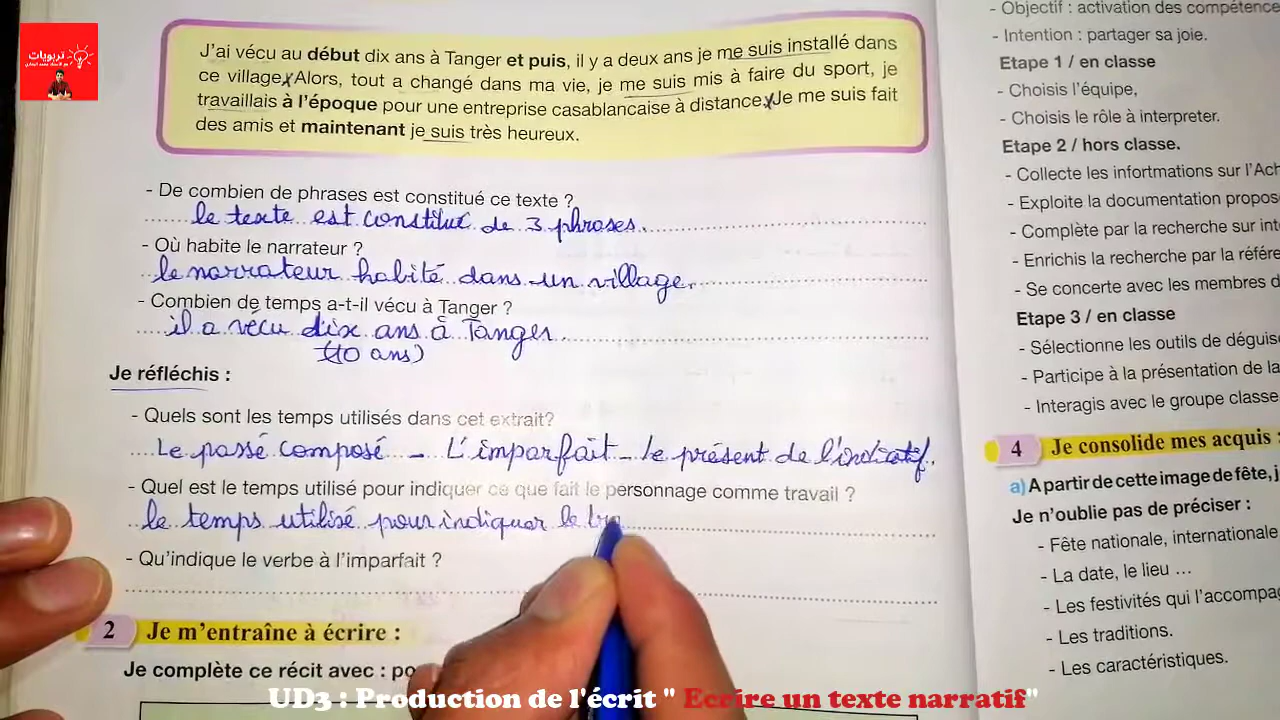 تربويات
J'ai vécu au début dix ans à Tanger et puis, il y a deux ans je me suis installé dans
ce village. Alors, tout a changé dans ma vie, je me suis mis à faire du sport, je
travaillais à l'époque pour une entreprise casablancaise à distance. Je me suis fait
des amis et maintenant je suis très heureux.
- De combien de phrases est constitué ce texte ?
le texte est constitué de 3 phrases.
- Où habite le narrateur ?
le narrateur habité dans un village.
- Combien de temps a-t-il vécu à Tanger ?
il a vécu dix ans à Tanger
(10 ans)
Je réfléchis :
- Quels sont les temps utilisés dans cet extrait?
Le passé composé - L'imparfait - le présent de l'indicatif.
- Quel est le temps utilisé pour indiquer ce que fait le personnage comme travail ?
le temps utilisé pour indiquer le
- Qu'indique le verbe à l'imparfait ?
2 Je m'entraîne à écrire :
Je complète ce récit avec :
- Objectif : activation des compétence
- Intention : partager sa joie.
Etape 1 / en classe
- Choisis l'équipe,
- Choisis le rôle à interpreter.
Etape 2 / hors classe.
- Collecte les infortmations sur l'Ach
- Exploite la documentation propos
- Complète par la recherche sur int
- Enrichis la recherche par la référe
- Se concerte avec les membres d
Etape 3 / en classe
- Sélectionne les outils de déguis
- Participe à la présentation de la
- Interagis avec le groupe classe
4 Je consolide mes acquis :
a) A partir de cette image de fête, j
Je n'oublie pas de préciser :
- Fête nationale, internationale
- La date, le lieu ...
- Les festivités qui l'accompag
- Les traditions.
- Les caractéristiques.
UD3 : Production de l'écrit " Ecrire un texte narratif"